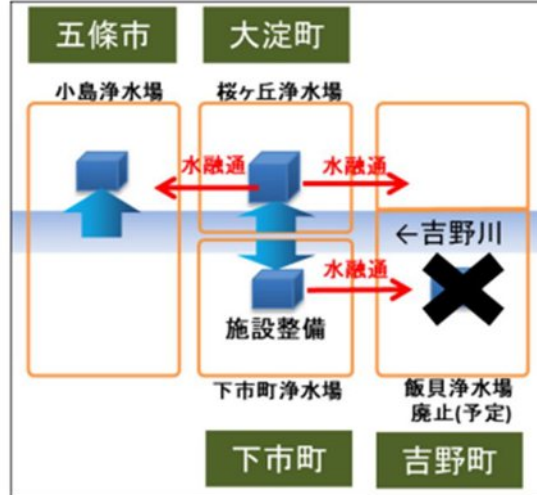 五條市
大淀町
小島浄水場
桜ヶ丘浄水場
水融通
水融通
←吉野川
水融通
施設整備
下市町浄水場
飯貝浄水場
廃止(予定)
下市町
吉野町